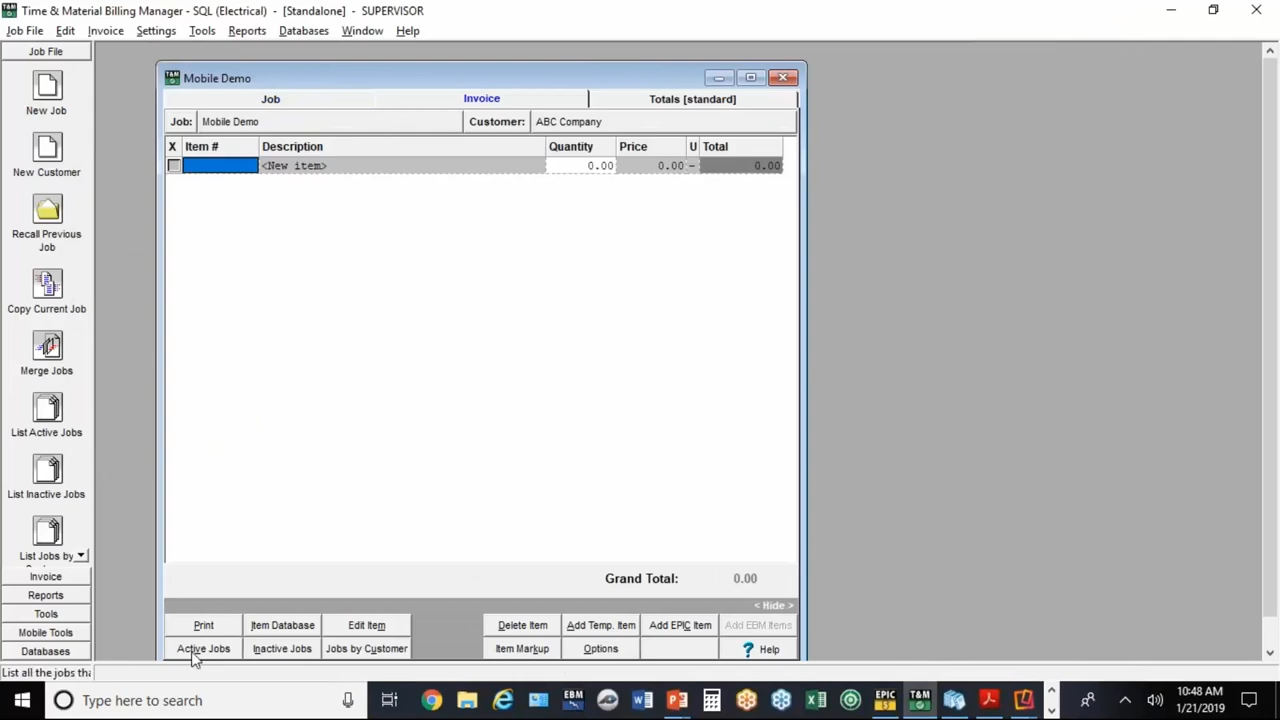 Time & Material Billing Manager - SQL (Electrical) - [Standalone] - SUPERVISOR
Job File Edit Invoice Settings Tools Reports Databases Window Help
Job File
New Job
New Customer
Recall Previous
Job
Copy Current Job
Merge Jobs
List Active Jobs
List Inactive Jobs
List Jobs by
Invoice
Reports
Tools
Mobile Tools
Databases
T&M Mobile Demo
Job Invoice Totals [standard]
Job: Mobile Demo Customer: ABC Company
X Item # Description Quantity Price U Total
<New item> 0.00 0.00 - 0.00
Grand Total: 0.00
< Hide >
Print Item Database Edit Item Delete Item Add Temp. Item Add EPIC Item Add EBM Items
Active Jobs Inactive Jobs Jobs by Customer Item Markup Options ? Help
List all the jobs tha
Type here to search
EBM
EPIC
T&M
10:48 AM
1/21/2019